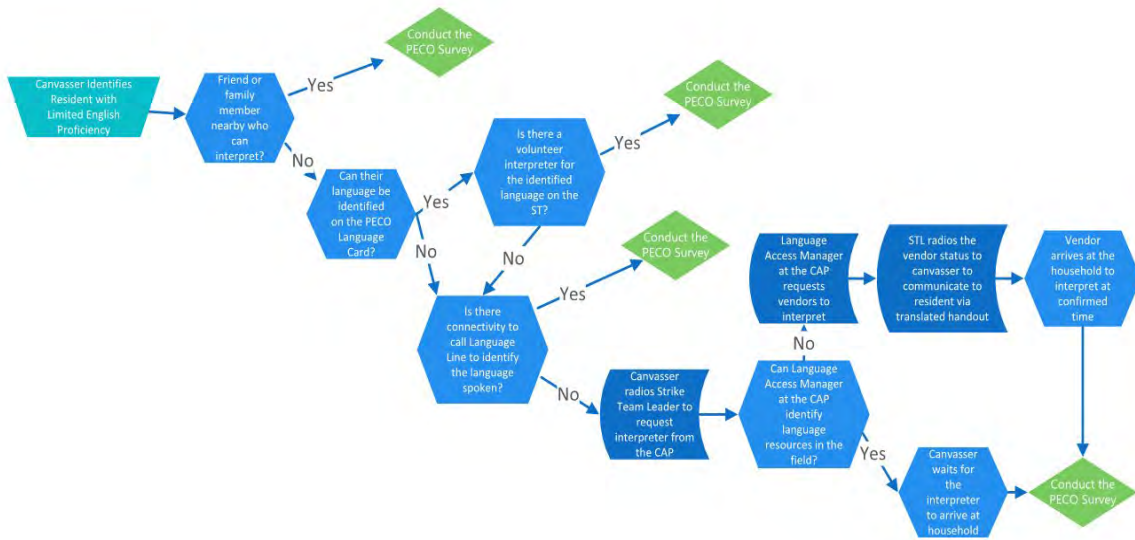 Canvasser Identifies
Resident with
Limited English
Proficiency
Friend or
family
member
nearby who
can
interpret?
Yes
Conduct the
PECO Survey
No
Can their
language be
identified
on the PECO
Language
Card?
Yes
Is there a
volunteer
interpreter for
the identified
language on the
ST?
Yes
Conduct the
PECO Survey
No
No
Is there
connectivity to
call Language
Line to identify
the language
spoken?
Yes
Conduct the
PECO Survey
No
Canvasser
radios Strike
Team Leader to
request
interpreter from
the CAP
Can Language
Access Manager
at the CAP
identify
language
resources in the
field?
No
Language
Access Manager
at the CAP
requests
vendors to
interpret
STL radios the
vendor status to
canvasser to
communicate to
resident via
translated handout
Vendor
arrives at the
household to
interpret at
confirmed
time
Yes
Canvasser
waits for
the
interpreter
to arrive at
household
Conduct the
PECO Survey